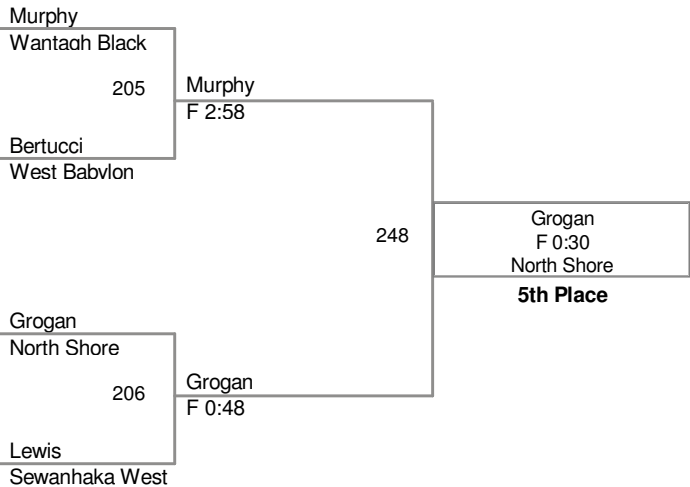 Murphy
Wantagh Black
205
Murphy
F 2:58
Bertucci
West Babylon
248
Grogan
F 0:30
North Shore
5th Place
Grogan
North Shore
206
Grogan
F 0:48
Lewis
Sewanhaka West